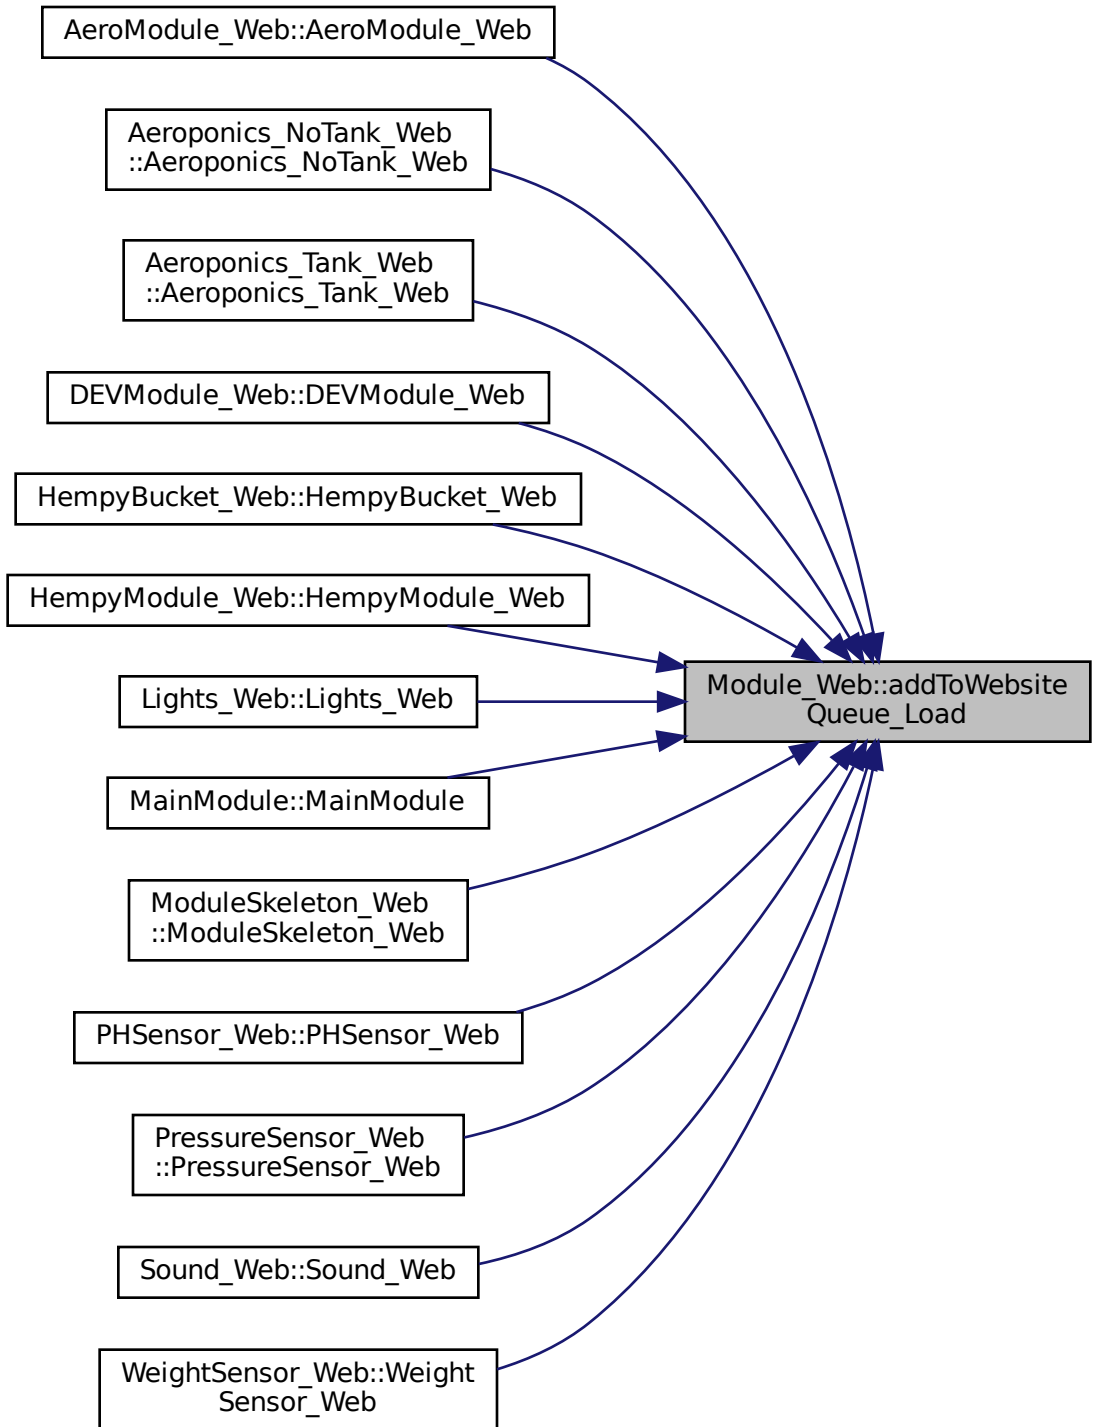 AeroModule_Web::AeroModule_Web
Aeroponics_NoTank_Web
::Aeroponics_NoTank_Web
Aeroponics_Tank_Web
::Aeroponics_Tank_Web
DEVModule_Web::DEVModule_Web
HempyBucket_Web::HempyBucket_Web
HempyModule_Web::HempyModule_Web
Lights_Web::Lights_Web
Module_Web::addToWebsite
Queue_Load
MainModule::MainModule
ModuleSkeleton_Web
::ModuleSkeleton_Web
PHSensor_Web::PHSensor_Web
PressureSensor_Web
::PressureSensor_Web
Sound_Web::Sound_Web
WeightSensor_Web::Weight
Sensor_Web